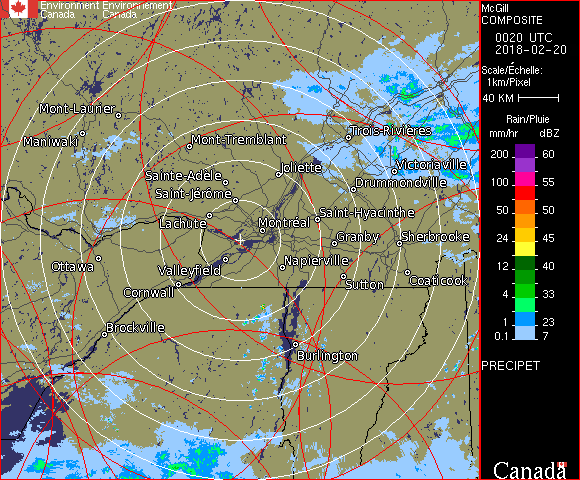 Environment Environnement
Canada Canada
McGill
COMPOSITE
0020 UTC
2018-02-20
Scale/Échelle:
1km/Pixel
40 KM
Rain/Pluie
mm/hr dBZ
200 60
100 55
50 50
24 45
12 40
4 33
1 23
0.1 7
PRECIPET
Canada
Mont-Laurier
Maniwaki
Mont-Tremblant
Trois-Rivières
Joliette
Victoriaville
Sainte-Adèle
Drummondville
Saint-Jérôme
Saint-Hyacinthe
Lachute
Montréal
Granby
Sherbrooke
Ottawa
Valleyfield
Napierville
Cornwall
Sutton
Coaticook
Brockville
Burlington